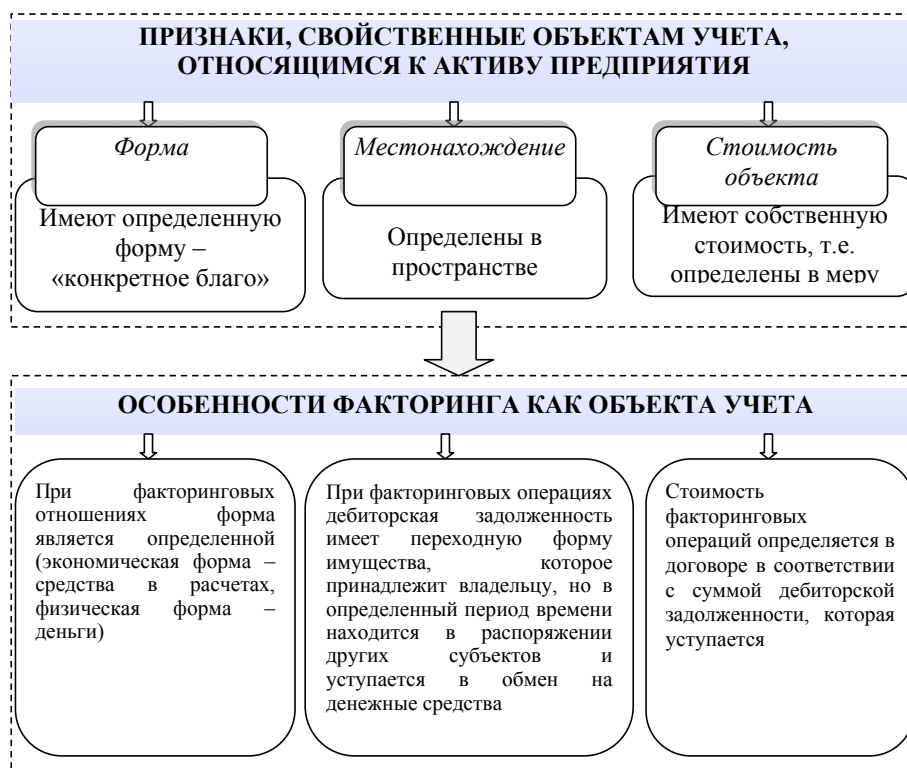 ПРИЗНАКИ, СВОЙСТВЕННЫЕ ОБЪЕКТАМ УЧЕТА,
ОТНОСЯЩИМСЯ К АКТИВУ ПРЕДПРИЯТИЯ
Форма
Имеют определенную
форму –
«конкретное благо»
Местонахождение
Определены в
пространстве
Стоимость
объекта
Имеют собственную
стоимость, т.е.
определены в меру
ОСОБЕННОСТИ ФАКТОРИНГА КАК ОБЪЕКТА УЧЕТА
При факторинговых
отношениях форма
является определенной
(экономическая форма –
средства в расчетах,
физическая форма –
деньги)
При факторинговых операциях
дебиторская задолженность
имеет переходную форму
имущества, которое
принадлежит владельцу, но в
определенный период времени
находится в распоряжении
других субъектов и
уступается в обмен на
денежные средства
Стоимость
факторинговых
операций определяется в
договоре в соответствии
с суммой дебиторской
задолженности, которая
уступается